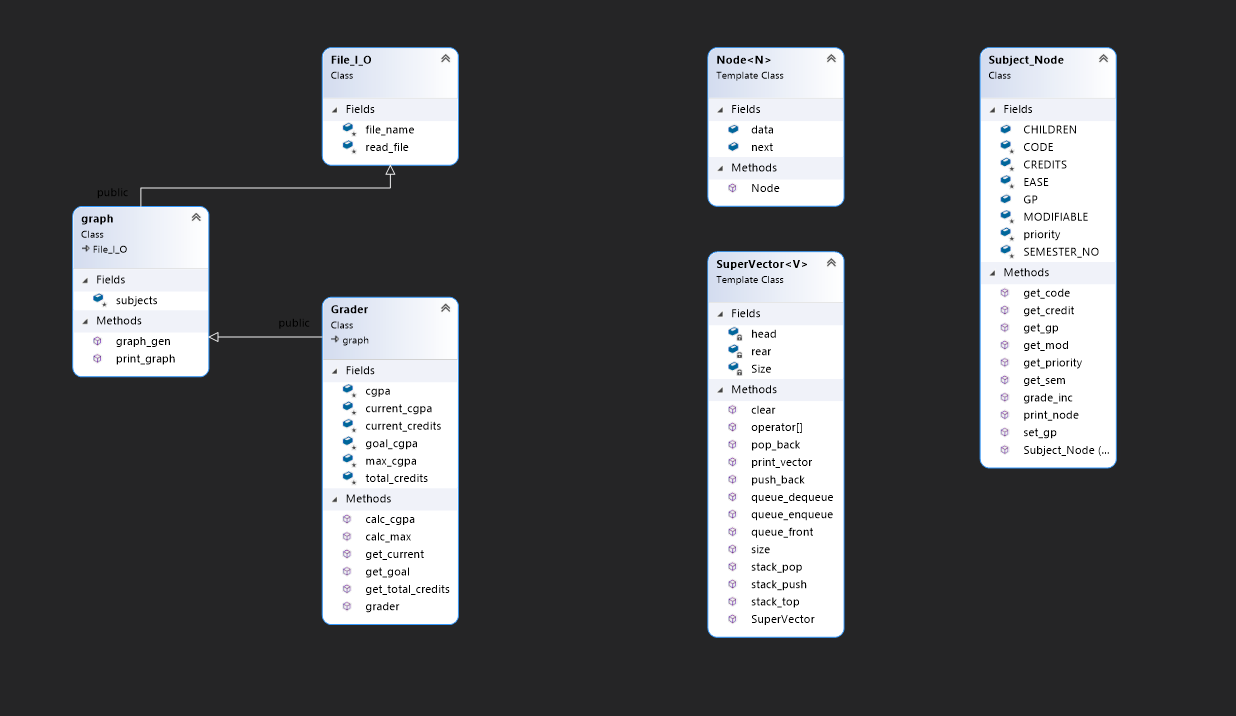 File_I_O
Class
Fields
file_name
read_file
public
graph
Class
File_I_O
Fields
subjects
Methods
graph_gen
print_graph
public
Grader
Class
graph
Fields
cgpa
current_cgpa
current_credits
goal_cgpa
max_cgpa
total_credits
Methods
calc_cgpa
calc_max
get_current
get_goal
get_total_credits
grader
Node<N>
Template Class
Fields
data
next
Methods
Node
SuperVector<V>
Template Class
Fields
head
rear
Size
Methods
clear
operator[]
pop_back
print_vector
push_back
queue_dequeue
queue_enqueue
queue_front
size
stack_pop
stack_push
stack_top
SuperVector
Subject_Node
Class
Fields
CHILDREN
CODE
CREDITS
EASE
GP
MODIFIABLE
priority
SEMESTER_NO
Methods
get_code
get_credit
get_gp
get_mod
get_priority
get_sem
grade_inc
print_node
set_gp
Subject_Node (...